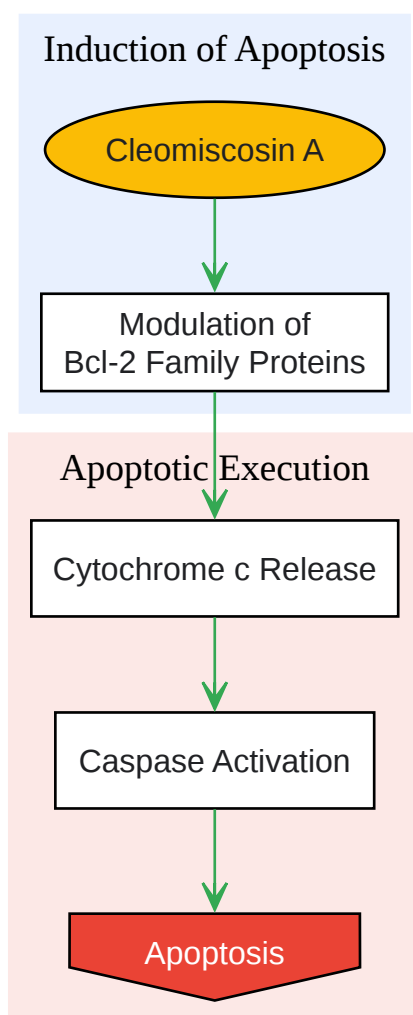 Induction of Apoptosis
Cleomiscosin A
Modulation of
Bcl-2 Family Proteins
Apoptotic Execution
Cytochrome c Release
Caspase Activation
Apoptosis